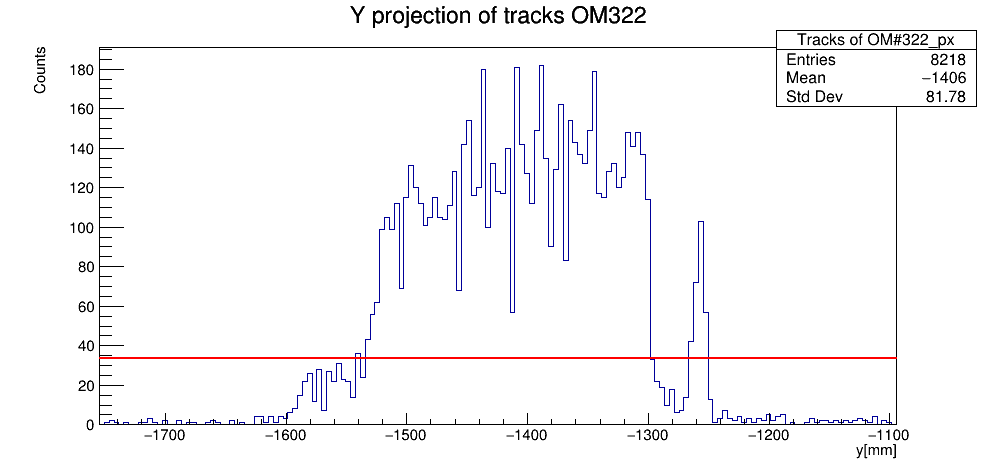 Y projection of tracks OM322
Tracks of OM#322_px
Entries 8218
Mean −1406
Std Dev 81.78
Counts
180
160
140
120
100
80
60
40
20
0
−1700 −1600 −1500 −1400 −1300 −1200 −1100
y[mm]